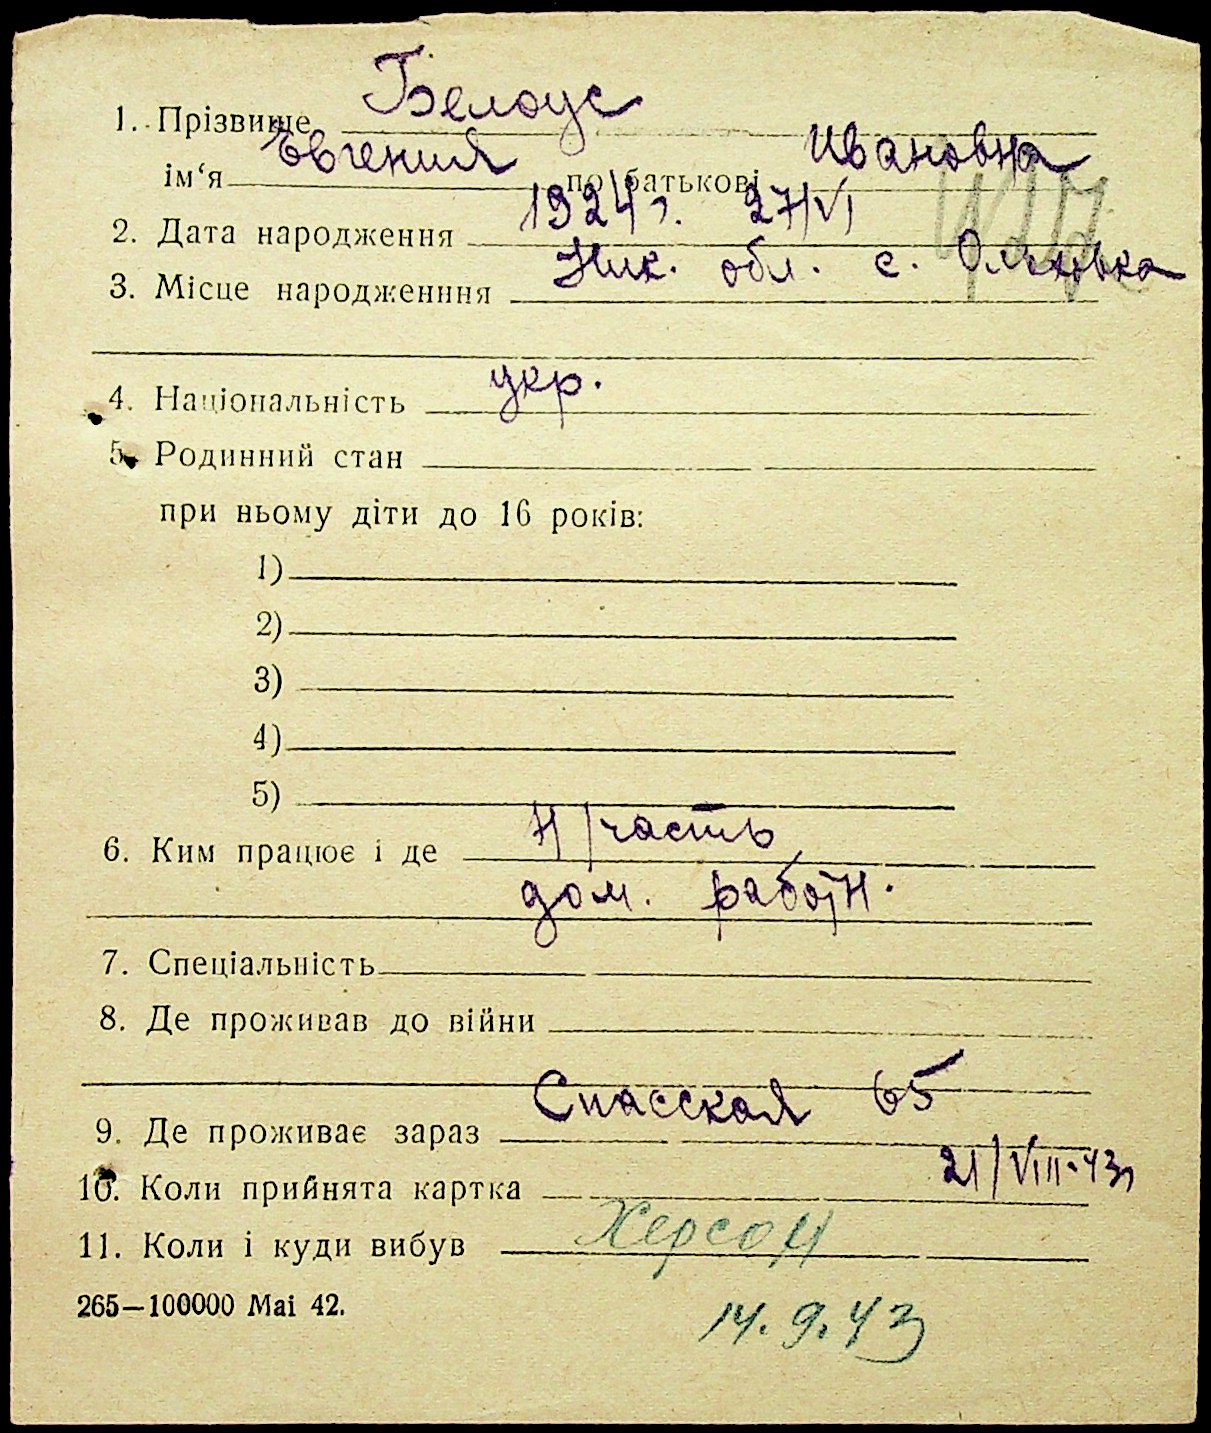 1. Прізвище Белоус
ім‘я Євгения по батькові Ивановна
2. Дата народження 1924 г. 27/VI
3. Місце народженння Ник. обл. с.
4. Національність укр.
5. Родинний стан
при ньому діти до 16 років:
1)
2)
3)
4)
5)
6. Ким працює і де Н/часть
дом. работн.
7. Спеціальність
8. Де проживав до війни
9. Де проживає зараз Спасская 65
10. Коли прийнята картка 21/VIII-43
11. Коли і куди вибув Херсон
265—100000 Mai 42.
14.9.43